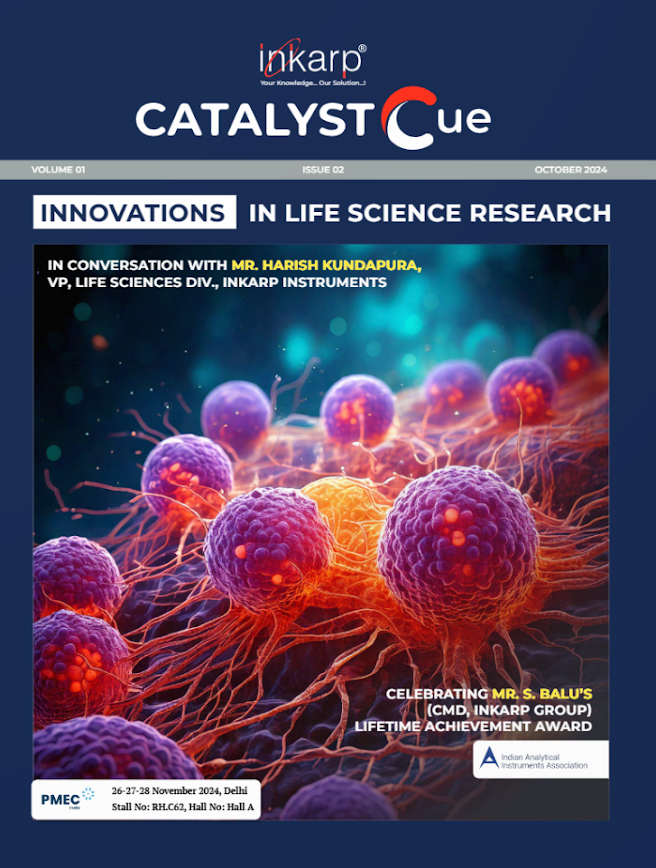 inkarp®
Your Knowledge... Our Solution...!
CATALYST Cue
VOLUME 01 ISSUE 02 OCTOBER 2024
INNOVATIONS IN LIFE SCIENCE RESEARCH
IN CONVERSATION WITH MR. HARISH KUNDAPURA,
VP, LIFE SCIENCES DIV., INKARP INSTRUMENTS
CELEBRATING MR. S. BALU'S
(CMD, INKARP GROUP)
LIFETIME ACHIEVEMENT AWARD
Indian Analytical
Instruments Association
PMEC
India
26-27-28 November 2024, Delhi
Stall No: RH.C62, Hall No: Hall A